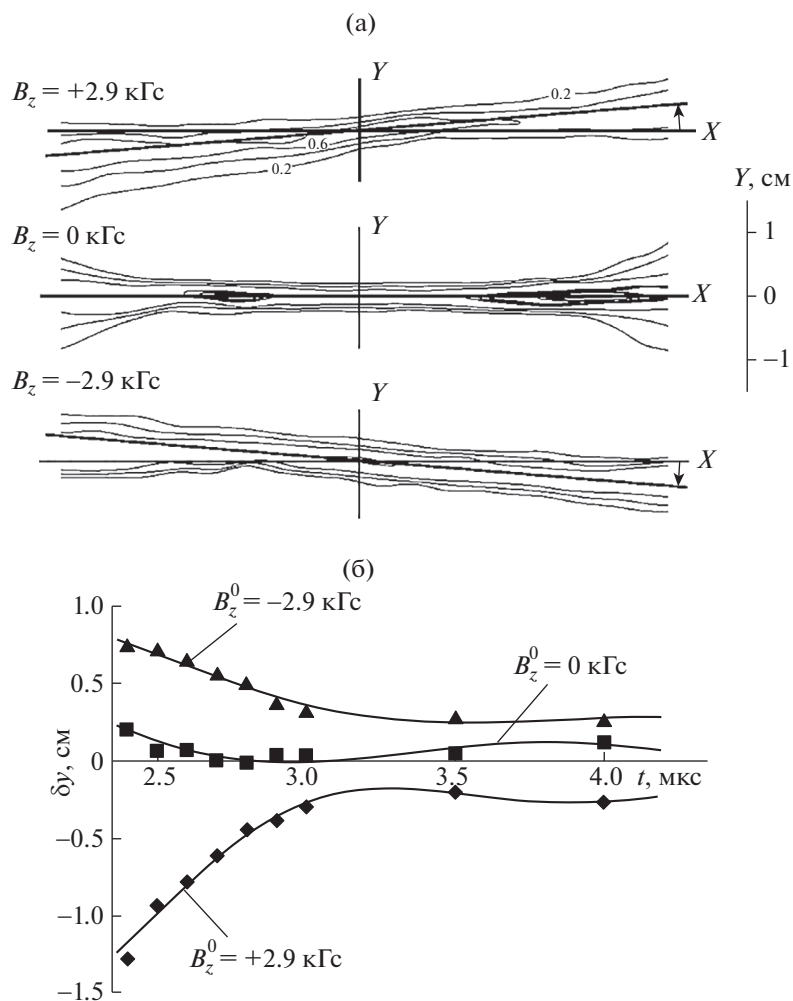 (а)
B_z = +2.9 кГс
Y
0.2
0.6
0.2
X
Y, см
B_z = 0 кГс
Y
1
X
0
–1
B_z = –2.9 кГс
Y
X
(б)
1.0
B_z^0 = –2.9 кГс
B_z^0 = 0 кГс
0.5
δy, см
0
2.5
3.0
3.5
4.0
t, мкс
–0.5
–1.0
B_z^0 = +2.9 кГс
–1.5